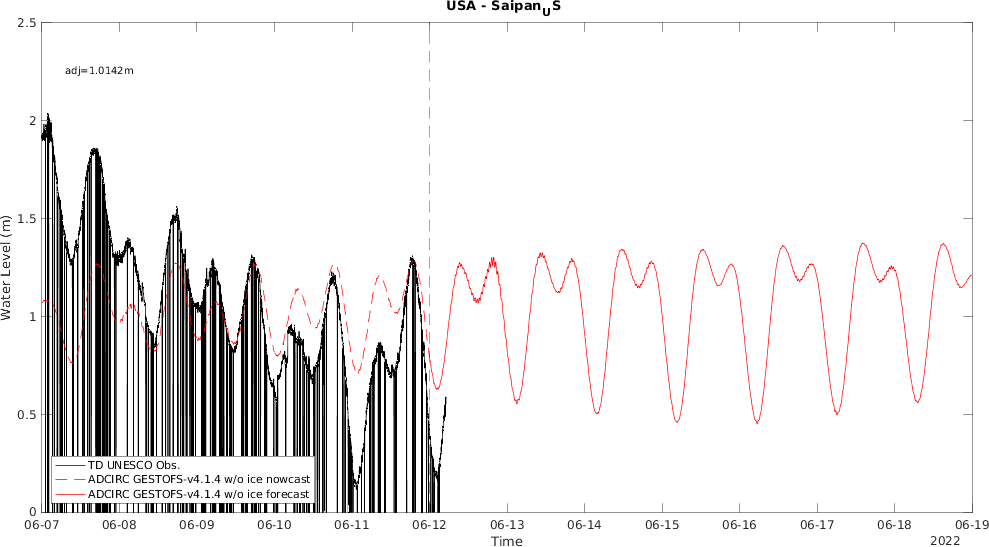 USA - Saipan_US
adj=1.0142m
Water Level (m)
2.5
2
1.5
1
0.5
0
TD UNESCO Obs.
ADCIRC GESTOFS-v4.1.4 w/o ice nowcast
ADCIRC GESTOFS-v4.1.4 w/o ice forecast
06-07 06-08 06-09 06-10 06-11 06-12 06-13 06-14 06-15 06-16 06-17 06-18 06-19
Time
2022